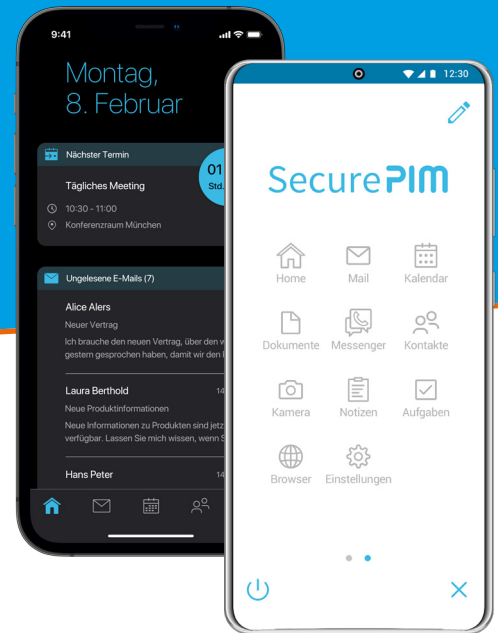 9:41
Montag,
8. Februar
Nächster Termin
01
Std.
Tägliches Meeting
10:30 - 11:00
Konferenzraum München
Ungelesene E-Mails (7)
Alice Alers
Neuer Vertrag
Ich brauche den neuen Vertrag, über den w
gestern gesprochen haben, damit wir den
Laura Berthold 14
Neue Produktinformationen
Neue Informationen zu Produkten sind jetz
verfügbar. Lassen Sie mich wissen, wenn S
Hans Peter 14
12:30
SecurePIM
Home Mail Kalendar
Dokumente Messenger Kontakte
Kamera Notizen Aufgaben
Browser Einstellungen